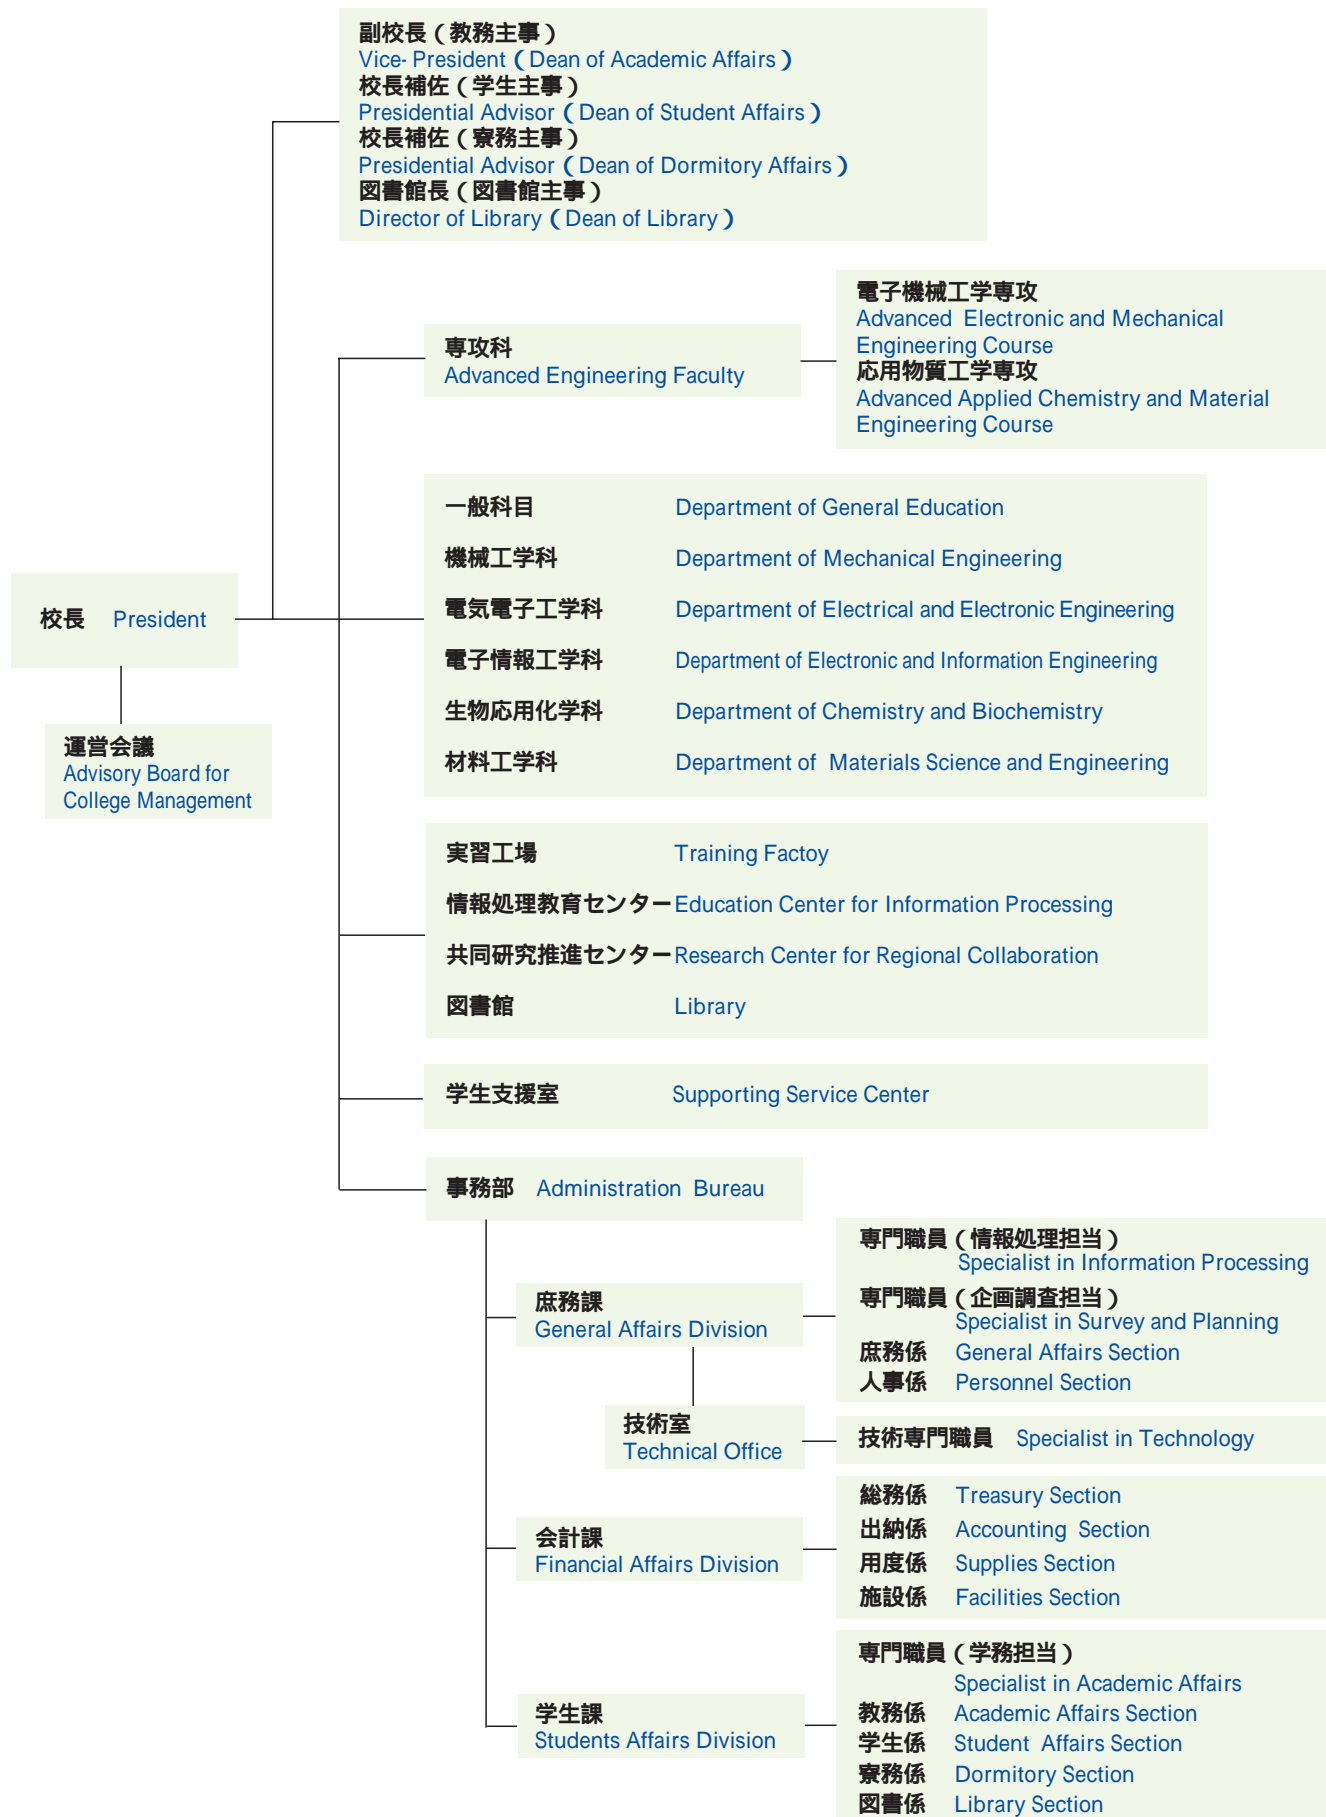 副校長（教務主事）
Vice- President（Dean of Academic Affairs）
校長補佐（学生主事）
Presidential Advisor（Dean of Student Affairs）
校長補佐（寮務主事）
Presidential Advisor（Dean of Dormitory Affairs）
図書館長（図書館主事）
Director of Library（Dean of Library）
専攻科
Advanced Engineering Faculty
電子機械工学専攻
Advanced Electronic and Mechanical
Engineering Course
応用物質工学専攻
Advanced Applied Chemistry and Material
Engineering Course
一般科目 Department of General Education
機械工学科 Department of Mechanical Engineering
電気電子工学科 Department of Electrical and Electronic Engineering
電子情報工学科 Department of Electronic and Information Engineering
生物応用化学科 Department of Chemistry and Biochemistry
材料工学科 Department of Materials Science and Engineering
校長 President
運営会議
Advisory Board for
College Management
実習工場 Training Factoy
情報処理教育センター Education Center for Information Processing
共同研究推進センター Research Center for Regional Collaboration
図書館 Library
学生支援室 Supporting Service Center
事務部 Administration Bureau
庶務課
General Affairs Division
専門職員（情報処理担当）
Specialist in Information Processing
専門職員（企画調査担当）
Specialist in Survey and Planning
庶務係 General Affairs Section
人事係 Personnel Section
技術室
Technical Office
技術専門職員 Specialist in Technology
会計課
Financial Affairs Division
総務係 Treasury Section
出納係 Accounting Section
用度係 Supplies Section
施設係 Facilities Section
学生課
Students Affairs Division
専門職員（学務担当）
Specialist in Academic Affairs
教務係 Academic Affairs Section
学生係 Student Affairs Section
寮務係 Dormitory Section
図書係 Library Section